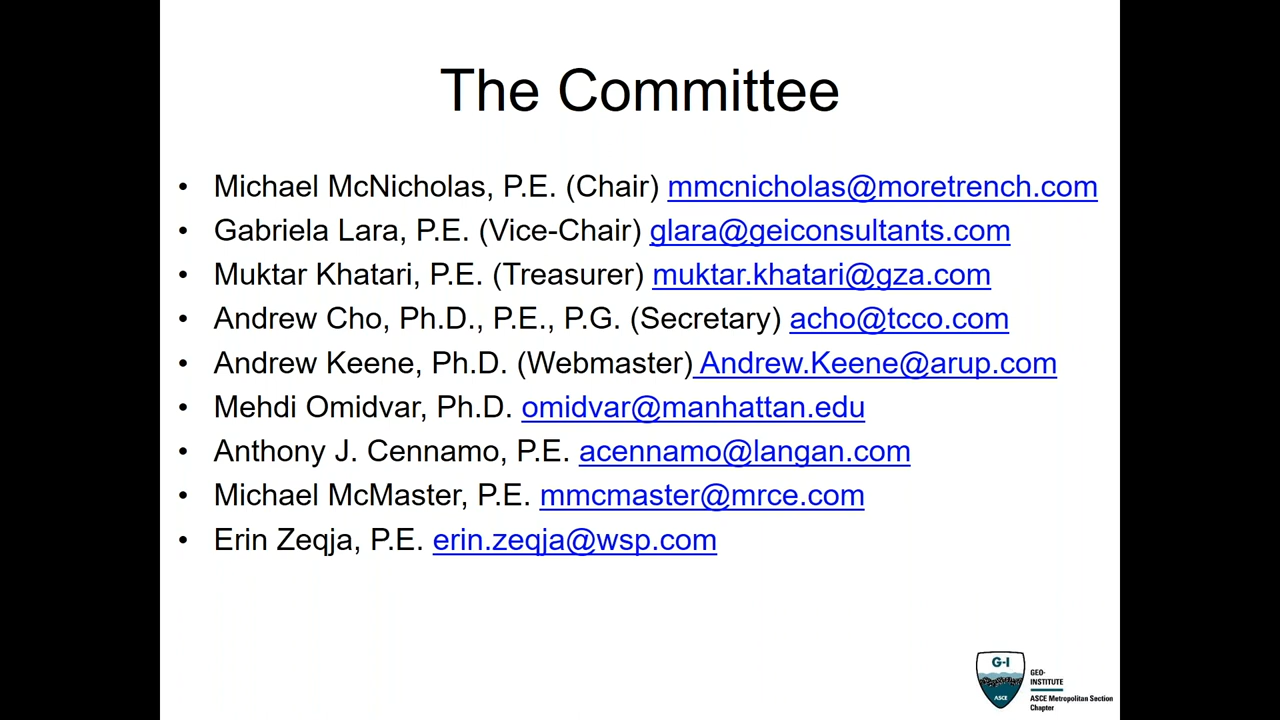 The Committee
• Michael McNicholas, P.E. (Chair) mmcnicholas@moretrench.com
• Gabriela Lara, P.E. (Vice-Chair) glara@geiconsultants.com
• Muktar Khatari, P.E. (Treasurer) muktar.khatari@gza.com
• Andrew Cho, Ph.D., P.E., P.G. (Secretary) acho@tcco.com
• Andrew Keene, Ph.D. (Webmaster) Andrew.Keene@arup.com
• Mehdi Omidvar, Ph.D. omidvar@manhattan.edu
• Anthony J. Cennamo, P.E. acennamo@langan.com
• Michael McMaster, P.E. mmcmaster@mrce.com
• Erin Zeqja, P.E. erin.zeqja@wsp.com
G-I
ASCE
GEO-
INSTITUTE
ASCE Metropolitan Section
Chapter